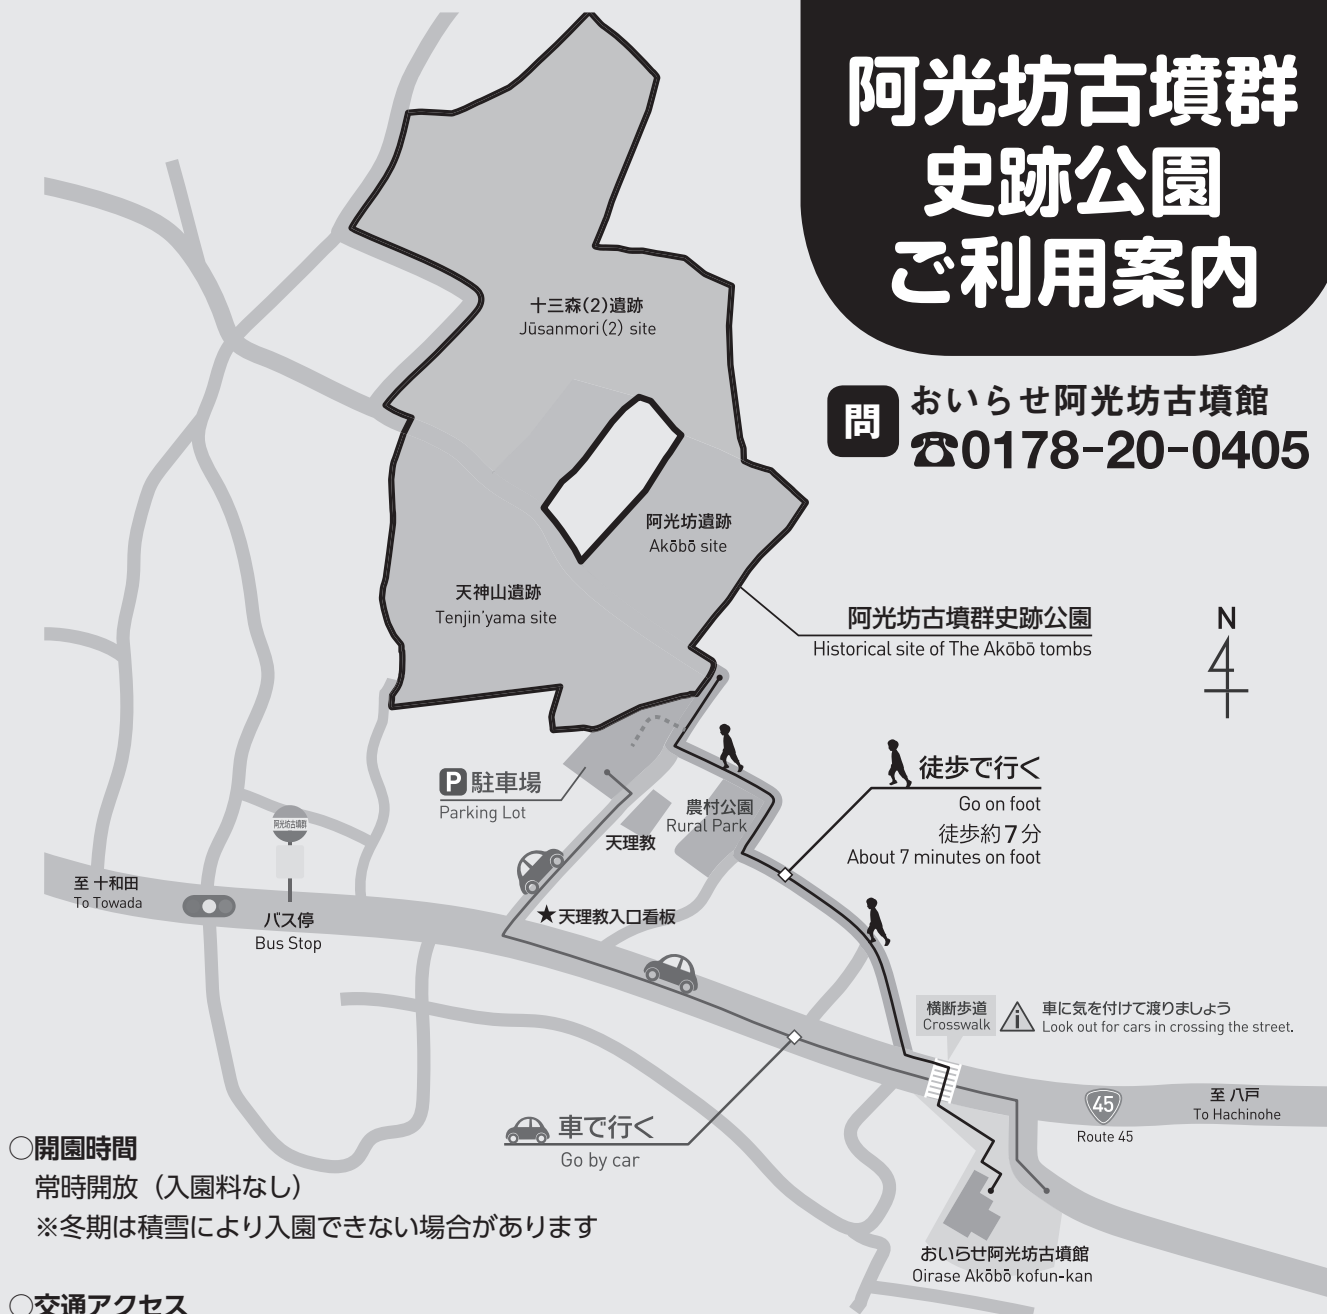 阿光坊古墳群
史跡公園
ご利用案内
問
おいらせ阿光坊古墳館
☎0178-20-0405
十三森(2)遺跡
Jūsanmori(2) site
阿光坊遺跡
Akōbō site
天神山遺跡
Tenjin'yama site
阿光坊古墳群史跡公園
Historical site of The Akōbō tombs
N
P 駐車場
Parking Lot
農村公園
Rural Park
天理教
徒歩で行く
Go on foot
徒歩約7分
About 7 minutes on foot
阿光坊古墳群
至 十和田
To Towada
バス停
Bus Stop
★天理教入口看板
横断歩道
Crosswalk
車に気を付けて渡りましょう
Look out for cars in crossing the street.
45
Route 45
至 八戸
To Hachinohe
車で行く
Go by car
おいらせ阿光坊古墳館
Oirase Akōbō kofun-kan
○開園時間
常時開放（入園料なし）
※冬期は積雪により入園できない場合があります
○交通アクセス